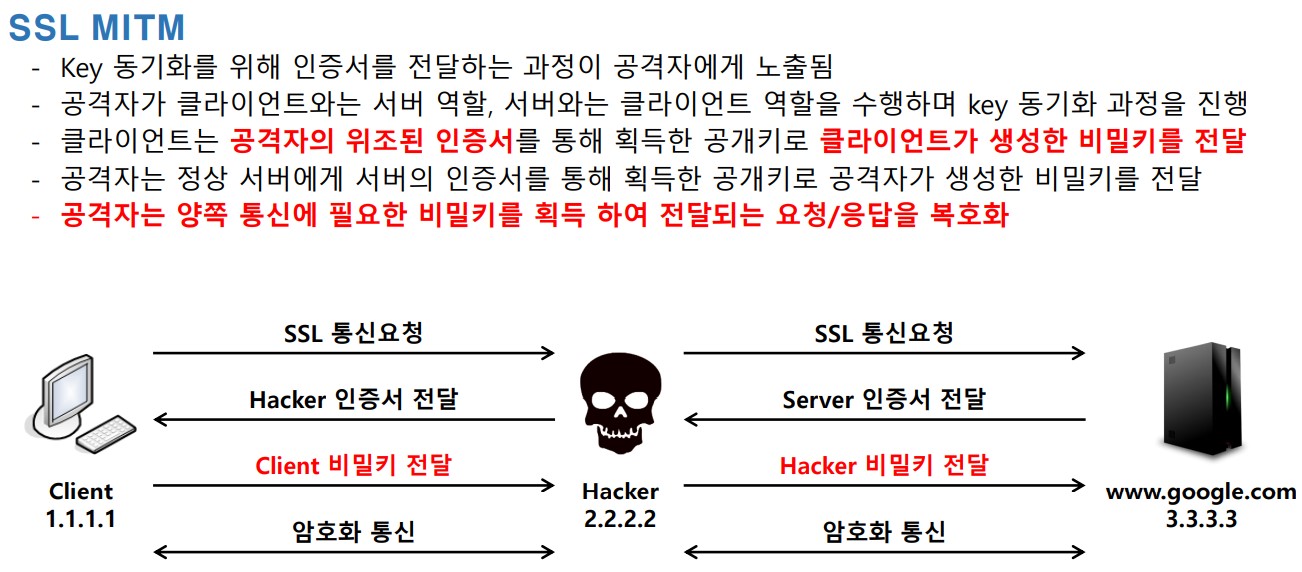 SSL MITM
- Key 동기화를 위해 인증서를 전달하는 과정이 공격자에게 노출됨
- 공격자가 클라이언트와는 서버 역할, 서버와는 클라이언트 역할을 수행하며 key 동기화 과정을 진행
- 클라이언트는 공격자의 위조된 인증서를 통해 획득한 공개키로 클라이언트가 생성한 비밀키를 전달
- 공격자는 정상 서버에게 서버의 인증서를 통해 획득한 공개키로 공격자가 생성한 비밀키를 전달
- 공격자는 양쪽 통신에 필요한 비밀키를 획득 하여 전달되는 요청/응답을 복호화
SSL 통신요청
SSL 통신요청
Hacker 인증서 전달
Server 인증서 전달
Client 비밀키 전달
Hacker 비밀키 전달
Client
1.1.1.1
Hacker
2.2.2.2
www.google.com
3.3.3.3
암호화 통신
암호화 통신